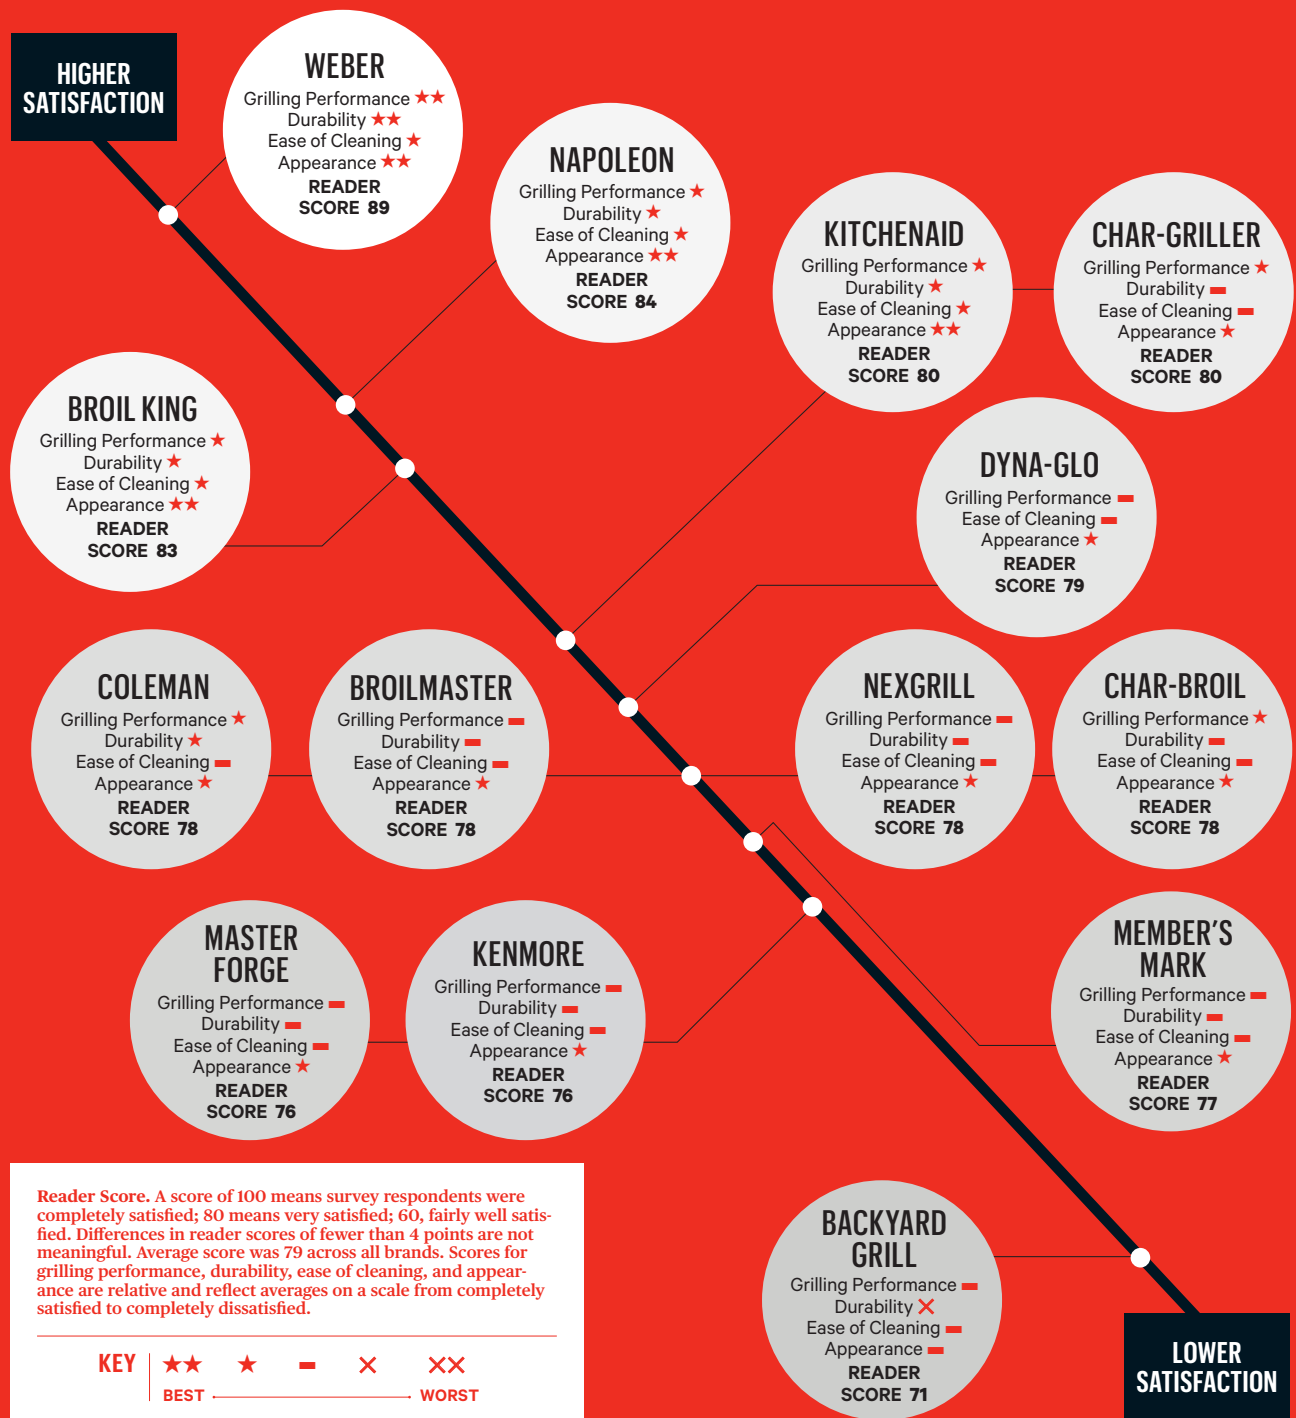 HIGHER
SATISFACTION
WEBER
Grilling Performance ★★
Durability ★★
Ease of Cleaning ★
Appearance ★★
READER
SCORE 89
NAPOLEON
Grilling Performance ★
Durability ★
Ease of Cleaning ★
Appearance ★★
READER
SCORE 84
KITCHENAID
Grilling Performance ★
Durability ★
Ease of Cleaning ★
Appearance ★★
READER
SCORE 80
CHAR-GRILLER
Grilling Performance ★
Durability ▬
Ease of Cleaning ▬
Appearance ★
READER
SCORE 80
BROIL KING
Grilling Performance ★
Durability ★
Ease of Cleaning ★
Appearance ★★
READER
SCORE 83
DYNA-GLO
Grilling Performance ▬
Ease of Cleaning ▬
Appearance ★
READER
SCORE 79
COLEMAN
Grilling Performance ★
Durability ★
Ease of Cleaning ▬
Appearance ★
READER
SCORE 78
BROILMASTER
Grilling Performance ▬
Durability ▬
Ease of Cleaning ▬
Appearance ★
READER
SCORE 78
NEXGRILL
Grilling Performance ▬
Durability ▬
Ease of Cleaning ▬
Appearance ★
READER
SCORE 78
CHAR-BROIL
Grilling Performance ★
Durability ▬
Ease of Cleaning ▬
Appearance ★
READER
SCORE 78
MASTER
FORGE
Grilling Performance ▬
Durability ▬
Ease of Cleaning ▬
Appearance ★
READER
SCORE 76
KENMORE
Grilling Performance ▬
Durability ▬
Ease of Cleaning ▬
Appearance ★
READER
SCORE 76
MEMBER'S
MARK
Grilling Performance ▬
Durability ▬
Ease of Cleaning ▬
Appearance ★
READER
SCORE 77
BACKYARD
GRILL
Grilling Performance ▬
Durability ✕
Ease of Cleaning ▬
Appearance ▬
READER
SCORE 71
Reader Score. A score of 100 means survey respondents were
completely satisfied; 80 means very satisfied; 60, fairly well satis-
fied. Differences in reader scores of fewer than 4 points are not
meaningful. Average score was 79 across all brands. Scores for
grilling performance, durability, ease of cleaning, and appear-
ance are relative and reflect averages on a scale from completely
satisfied to completely dissatisfied.
KEY ★★ ★ ▬ ✕ ✕✕
BEST WORST
LOWER
SATISFACTION